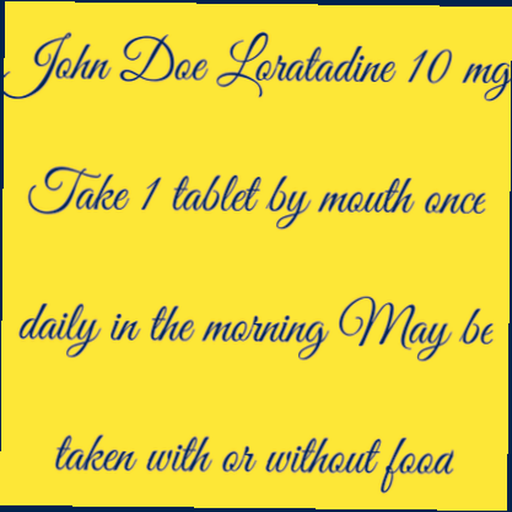 John Doe Loratadine 10 mg
Take 1 tablet by mouth once
daily in the morning May be
taken with or without food